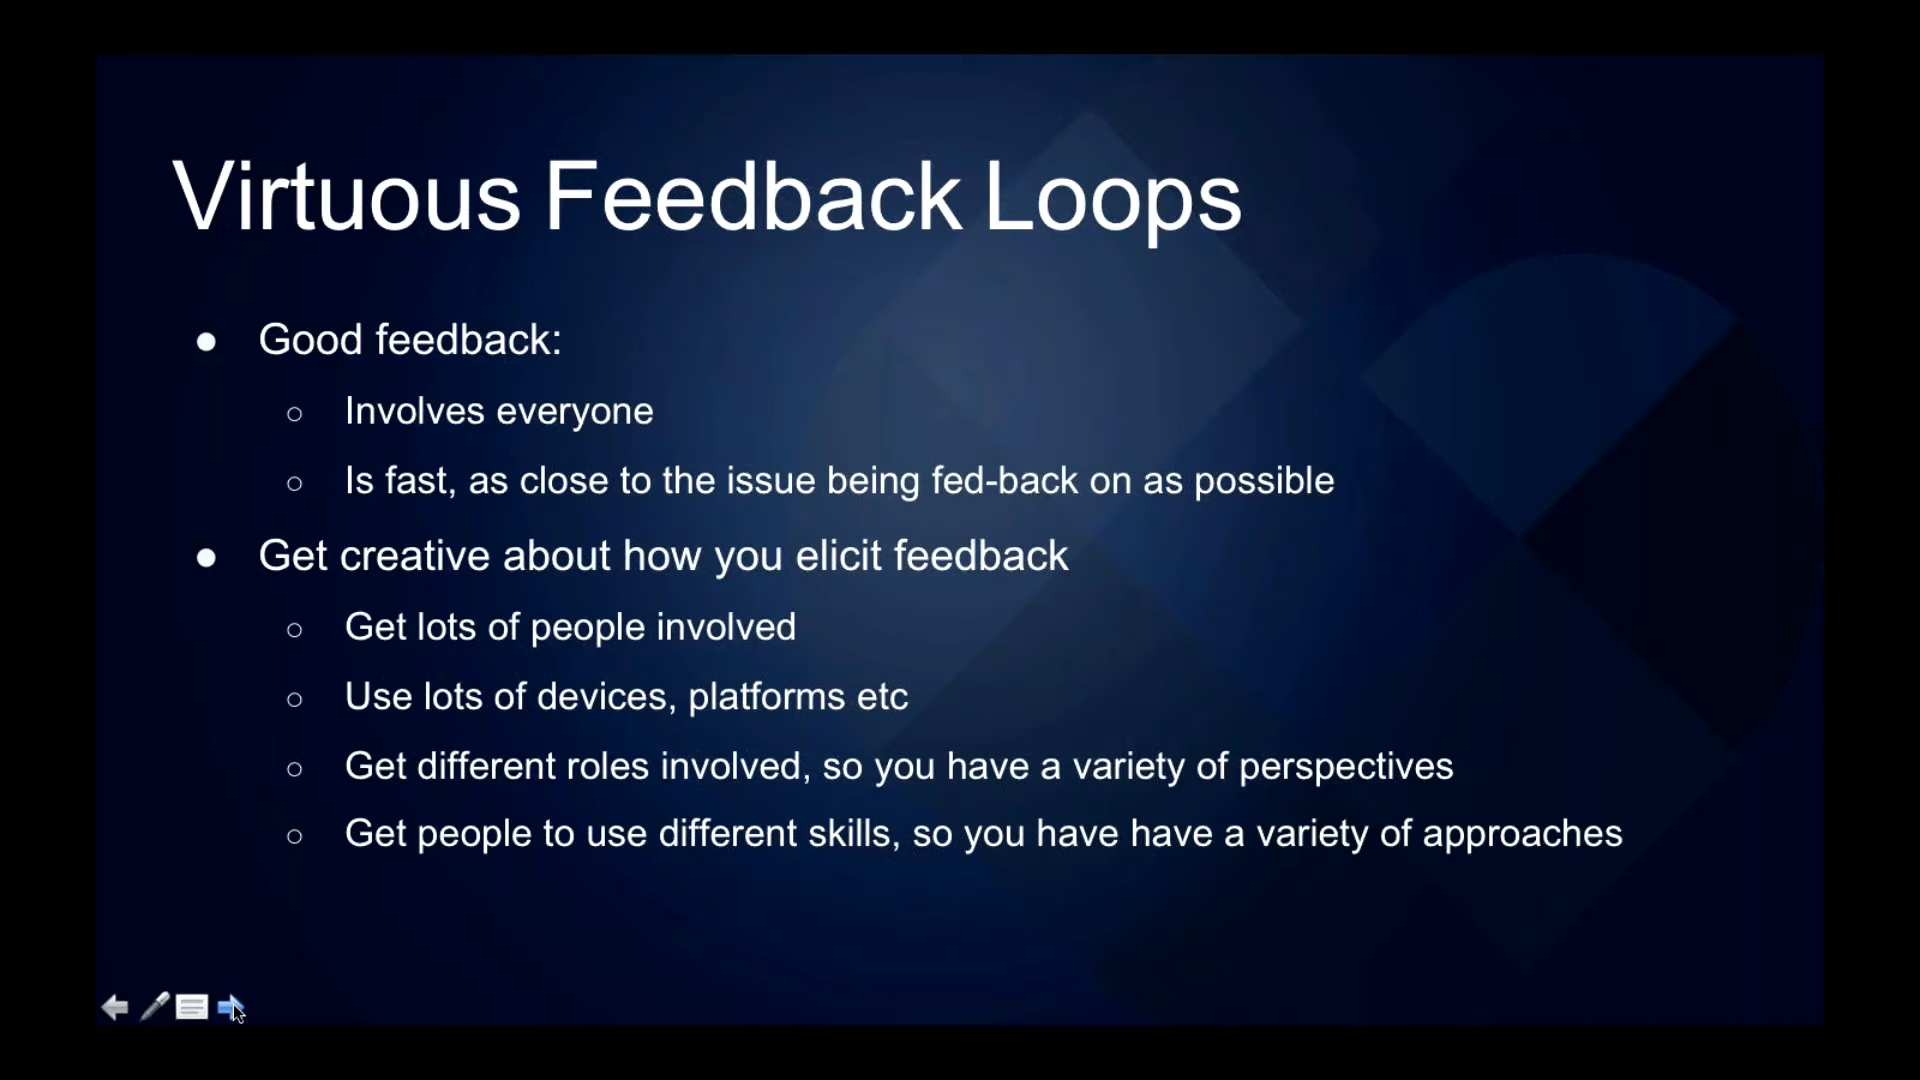 Virtuous Feedback Loops
● Good feedback:
○ Involves everyone
○ Is fast, as close to the issue being fed-back on as possible
● Get creative about how you elicit feedback
○ Get lots of people involved
○ Use lots of devices, platforms etc
○ Get different roles involved, so you have a variety of perspectives
○ Get people to use different skills, so you have have a variety of approaches